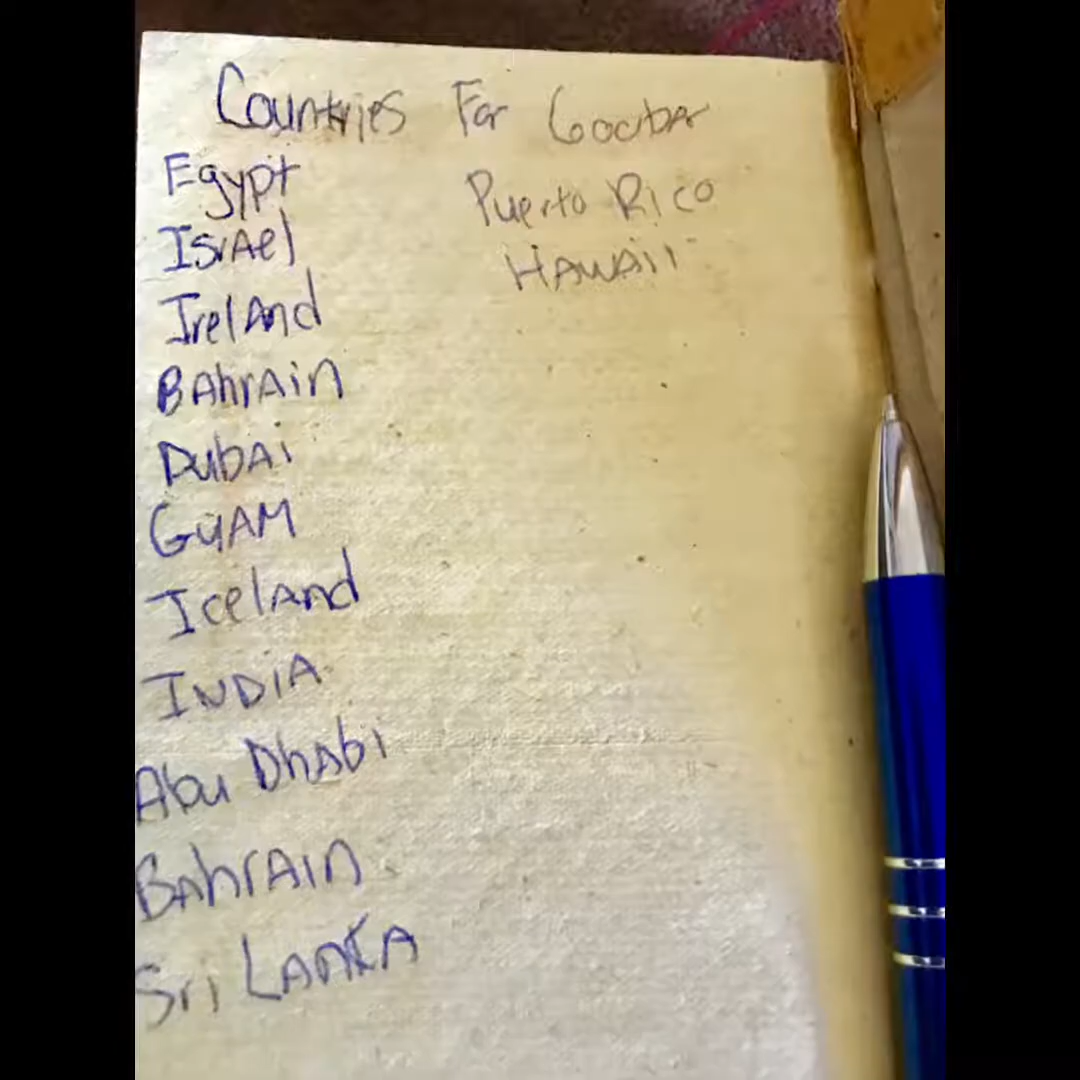 Countries For Goober
Egypt
Puerto Rico
Israel
Hawaii
Ireland
Bahrain
Dubai
Guam
Iceland
India
Abu Dhabi
Bahrain
Sri Lanka